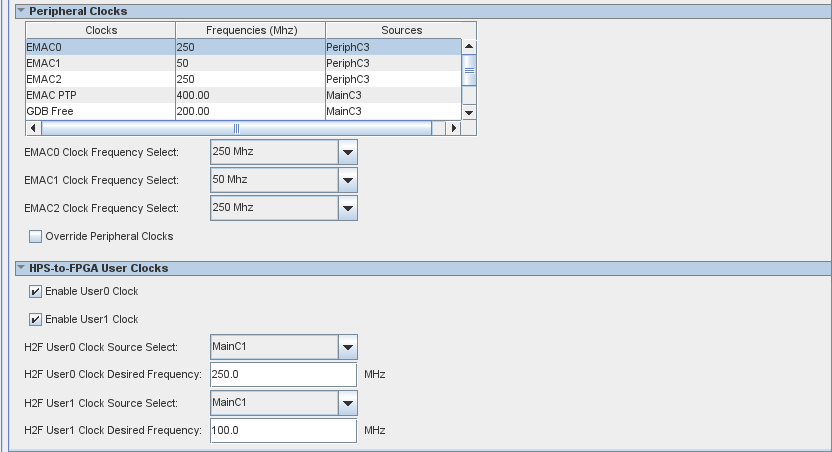 Peripheral Clocks
Clocks Frequencies (Mhz) Sources
EMAC0 250 PeriphC3
EMAC1 50 PeriphC3
EMAC2 250 PeriphC3
EMAC PTP 400.00 MainC3
GDB Free 200.00 MainC3
EMAC0 Clock Frequency Select: 250 Mhz
EMAC1 Clock Frequency Select: 50 Mhz
EMAC2 Clock Frequency Select: 250 Mhz
Override Peripheral Clocks
HPS-to-FPGA User Clocks
Enable User0 Clock
Enable User1 Clock
H2F User0 Clock Source Select: MainC1
H2F User0 Clock Desired Frequency: 250.0 MHz
H2F User1 Clock Source Select: MainC1
H2F User1 Clock Desired Frequency: 100.0 MHz